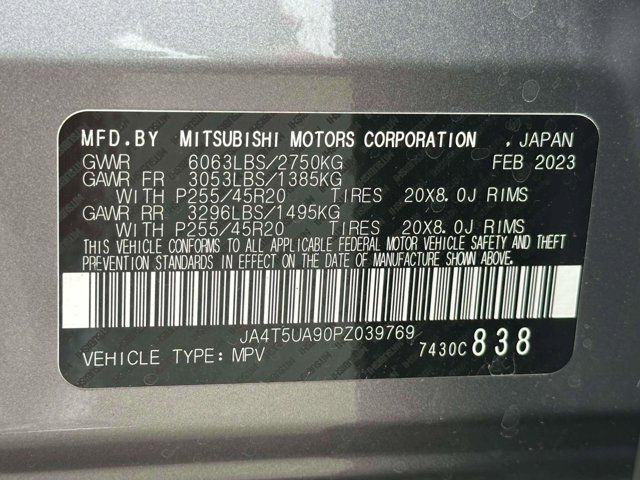 MFD.BY MITSUBISHI MOTORS CORPORATION , JAPAN
GVWR 6063LBS/2750KG FEB 2023
GAWR FR 3053LBS/1385KG
WITH P255/45R20 TIRES 20X8.0J RIMS
GAWR RR 3296LBS/1495KG
WITH P255/45R20 TIRES 20X8.0J RIMS
THIS VEHICLE CONFORMS TO ALL APPLICABLE FEDERAL MOTOR VEHICLE SAFETY AND THEFT
PREVENTION STANDARDS IN EFFECT ON THE DATE OF MANUFACTURE SHOWN ABOVE.
JA4T5UA90PZ039769
VEHICLE TYPE: MPV 7430C 838